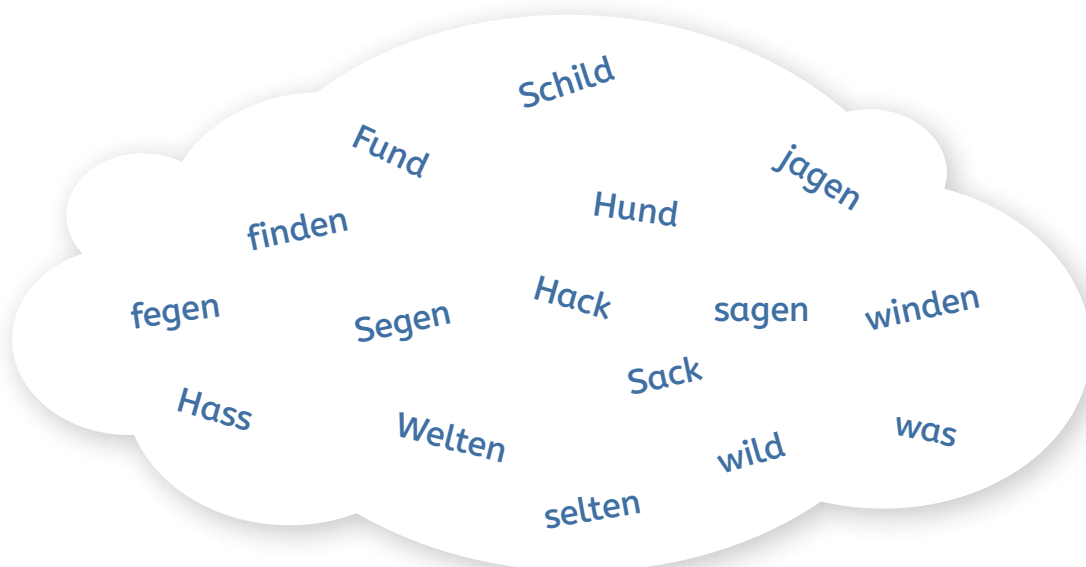 Schild
Fund
jagen
Hund
finden
fegen
Segen
Hack
sagen
winden
Sack
Hass
Welten
wild
was
selten